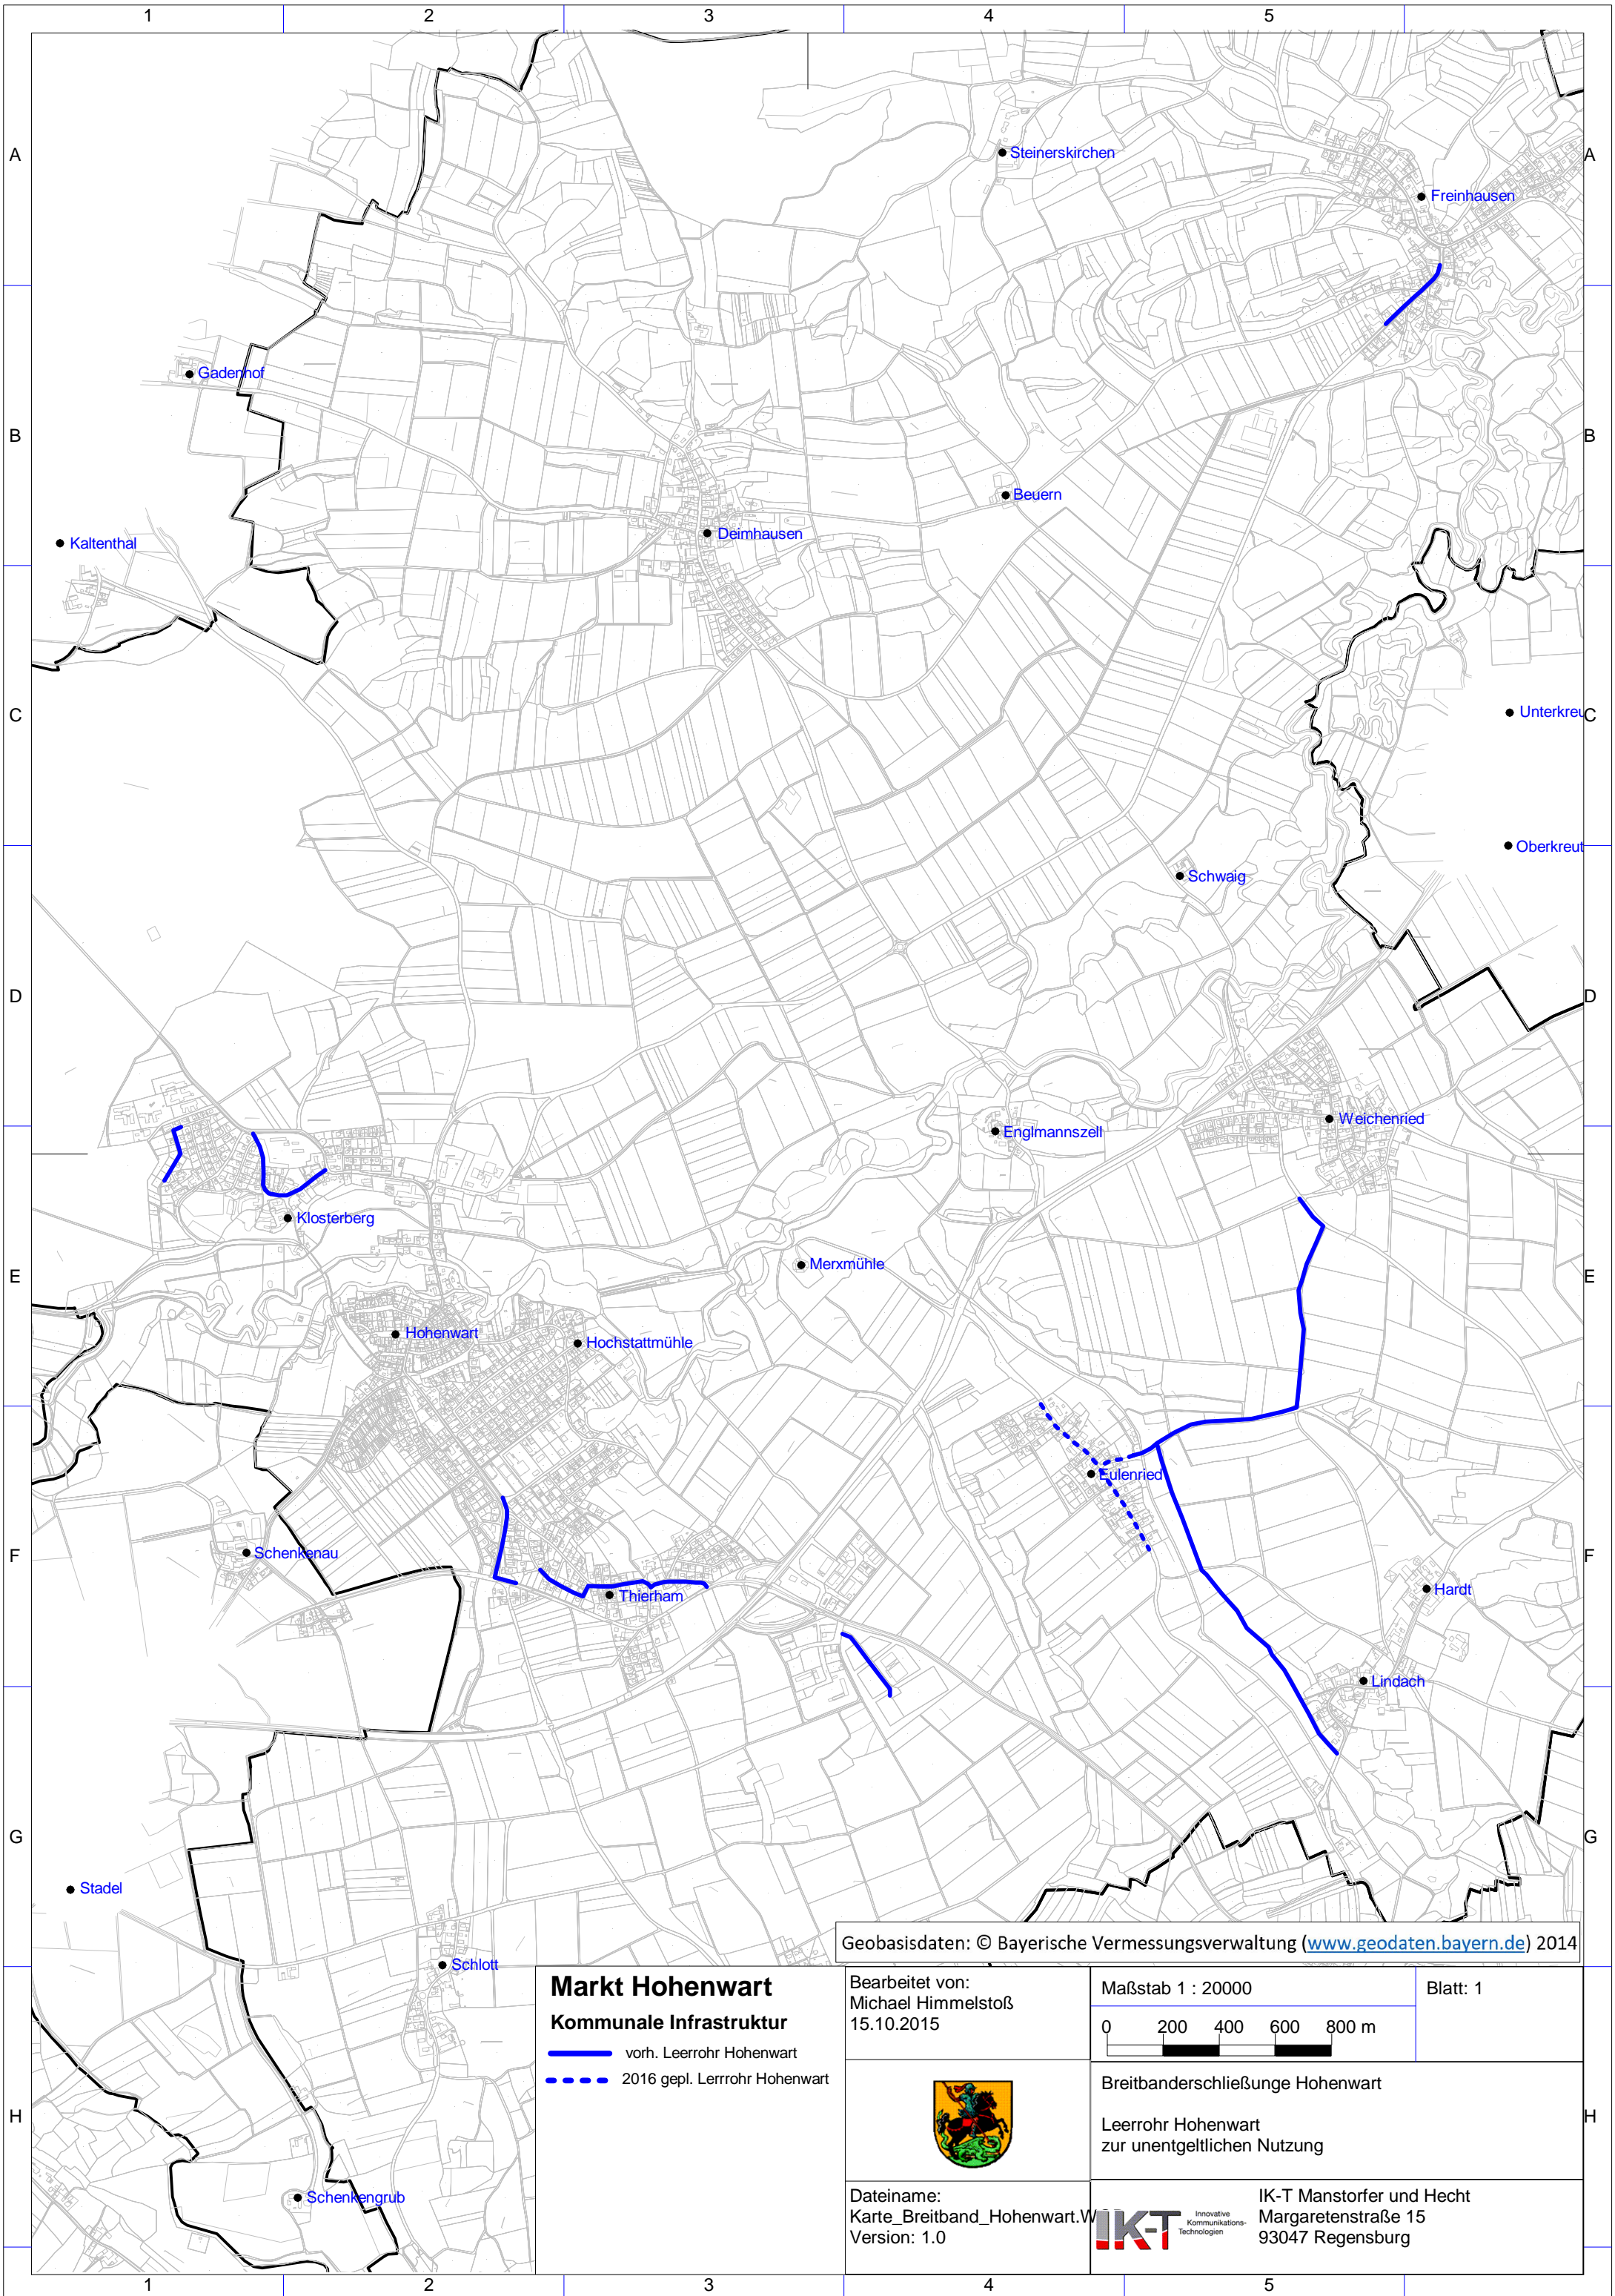 1 2 3 4 5
A A
Steinerskirchen
Freinhausen
Gadenhof
B B
Beuern
Deimhausen
Kaltenthal
C Unterkreu C
Oberkreut
Schwaig
D D
Weichenried
Englmannszell
Klosterberg
Merxmühle
E E
Hohenwart
Hochstattmühle
Eulenried
Schenkenau
F F
Hardt
Thierham
Lindach
G G
Stadel
Geobasisdaten: © Bayerische Vermessungsverwaltung (www.geodaten.bayern.de) 2014
Schlott
Markt Hohenwart
Kommunale Infrastruktur
vorh. Leerrohr Hohenwart
2016 gepl. Lerrrohr Hohenwart
Bearbeitet von:
Michael Himmelstoß
15.10.2015
Maßstab 1 : 20000
Blatt: 1
0 200 400 600 800 m
Breitbanderschließunge Hohenwart
Leerrohr Hohenwart
zur unentgeltlichen Nutzung
H H
Schenkengrub
Dateiname:
Karte_Breitband_Hohenwart.W
Version: 1.0
IK-T
Innovative
Kommunikations-
Technologien
IK-T Manstorfer und Hecht
Margaretenstraße 15
93047 Regensburg
1 2 3 4 5